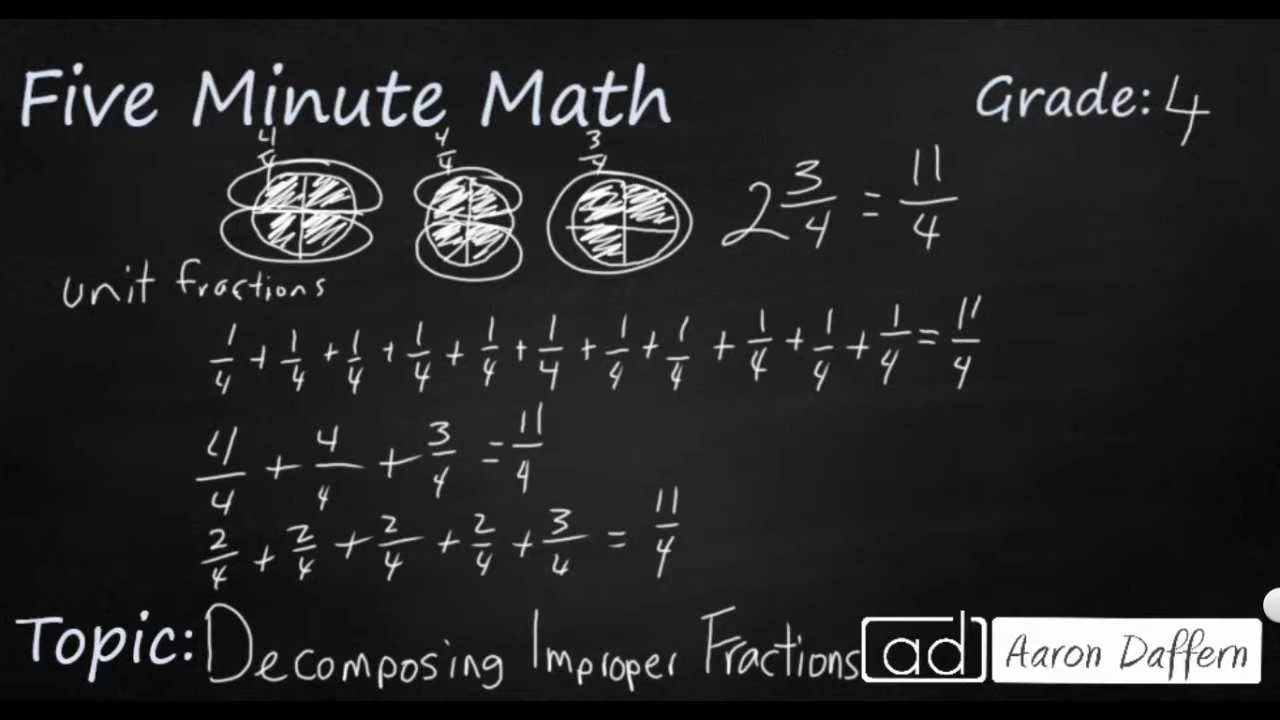 Five Minute Math Grade: 4
4/4 4/4 3/4
2 3/4 = 11/4
unit fractions
1/4 + 1/4 + 1/4 + 1/4 + 1/4 + 1/4 + 1/4 + 1/4 + 1/4 + 1/4 + 1/4 = 11/4
4/4 + 4/4 + 3/4 = 11/4
2/4 + 2/4 + 2/4 + 2/4 + 3/4 = 11/4
Topic: Decomposing Improper Fractions ad Aaron Daffern